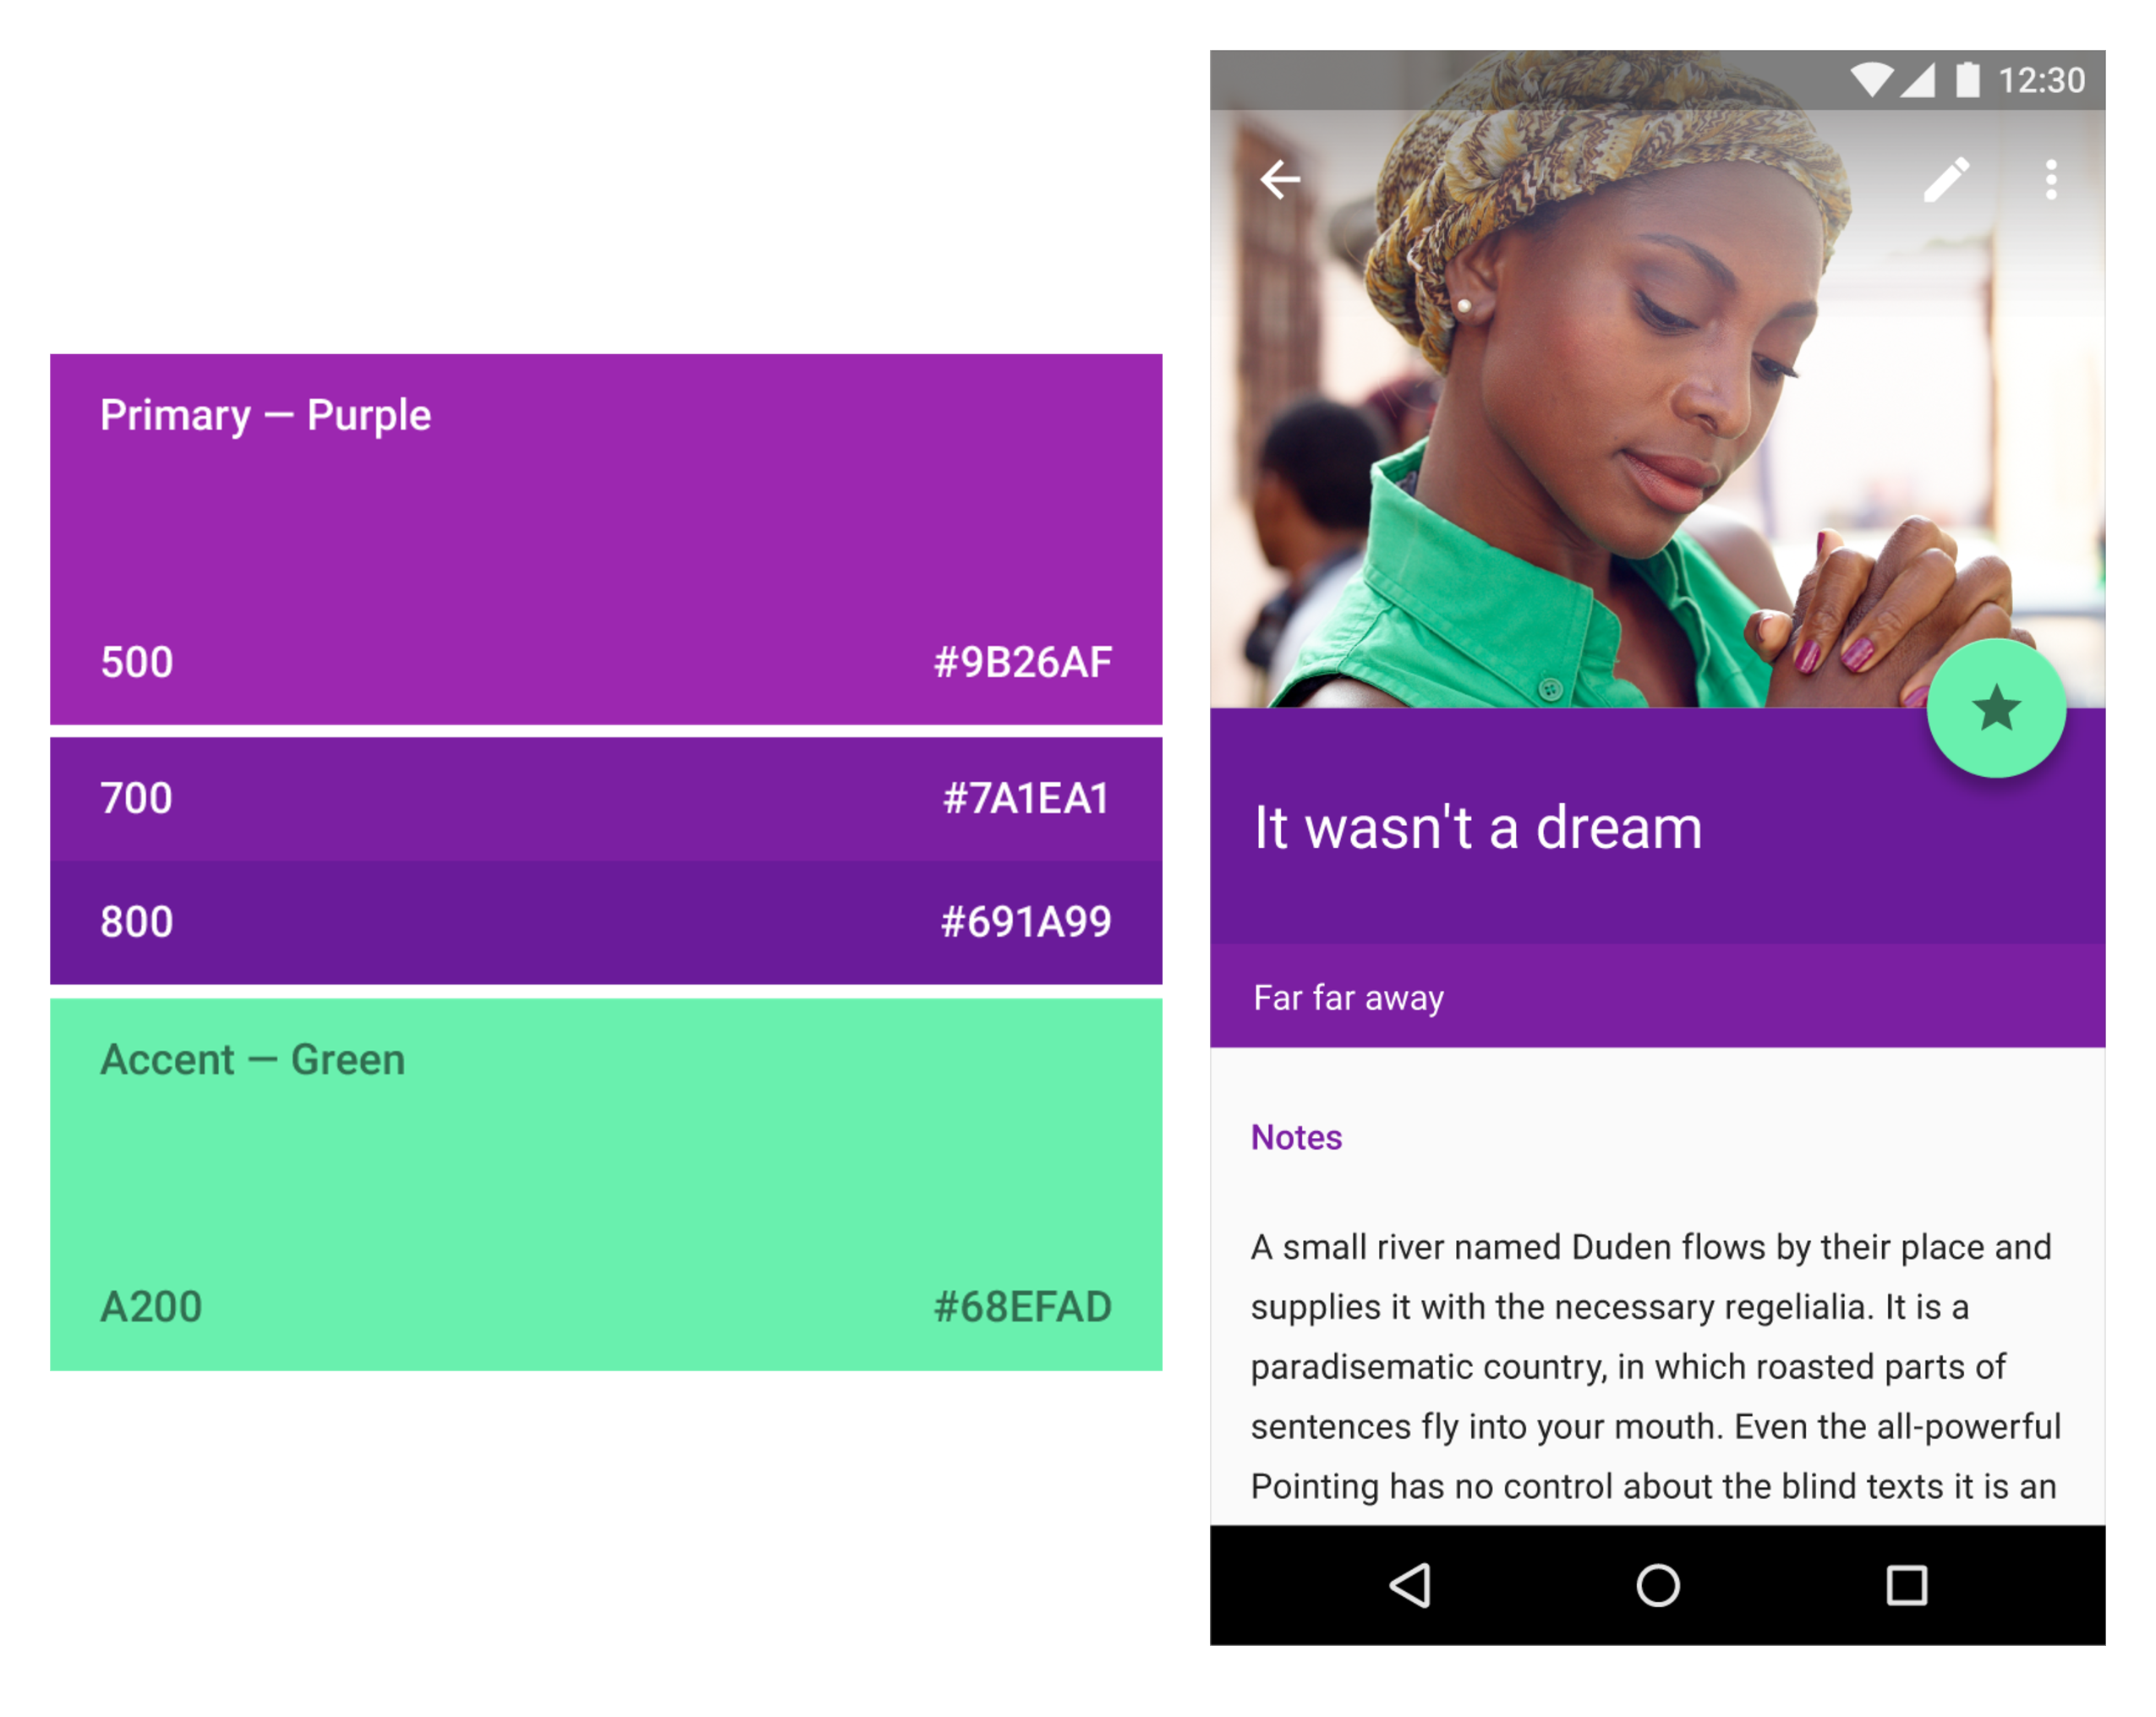 Primary — Purple
500 #9B26AF
700 #7A1EA1
800 #691A99
Accent — Green
A200 #68EFAD
12:30
It wasn't a dream
Far far away
Notes
A small river named Duden flows by their place and
supplies it with the necessary regelialia. It is a
paradisematic country, in which roasted parts of
sentences fly into your mouth. Even the all-powerful
Pointing has no control about the blind texts it is an